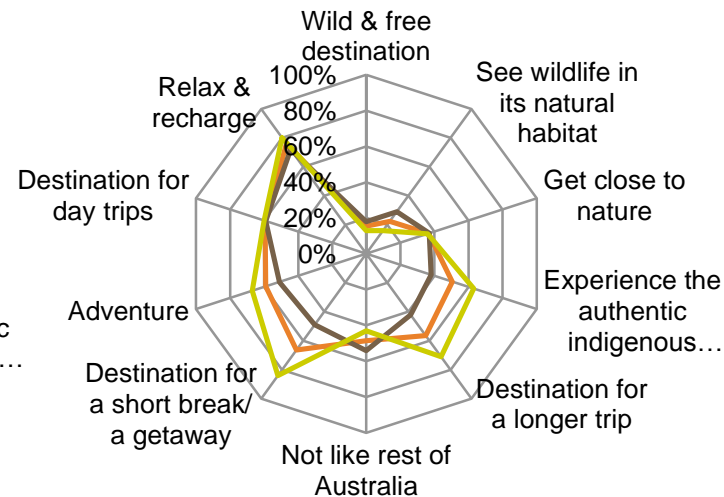 Wild & free
destination
100%
80%
60%
40%
20%
0%
See wildlife in
its natural
habitat
Get close to
nature
Experience the
authentic
indigenous…
Destination for
a longer trip
Not like rest of
Australia
Destination for
a short break/
a getaway
Adventure
Destination for
day trips
Relax &
recharge
c
…